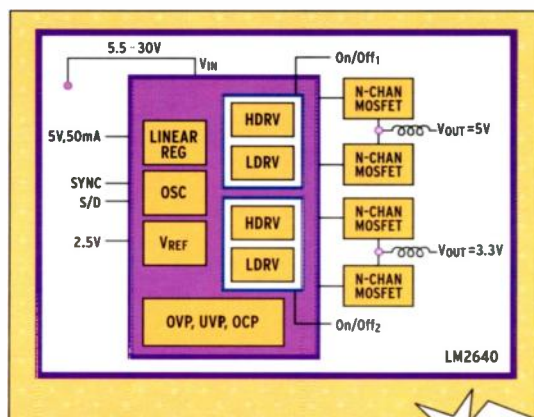 5.5 - 30V
VIN
On/Off1
5V,50mA
LINEAR REG
HDRV
LDRV
N-CHAN MOSFET
VOUT=5V
N-CHAN MOSFET
SYNC
S/D
OSC
2.5V
VREF
HDRV
LDRV
N-CHAN MOSFET
VOUT=3.3V
N-CHAN MOSFET
OVP, UVP, OCP
On/Off2
LM2640